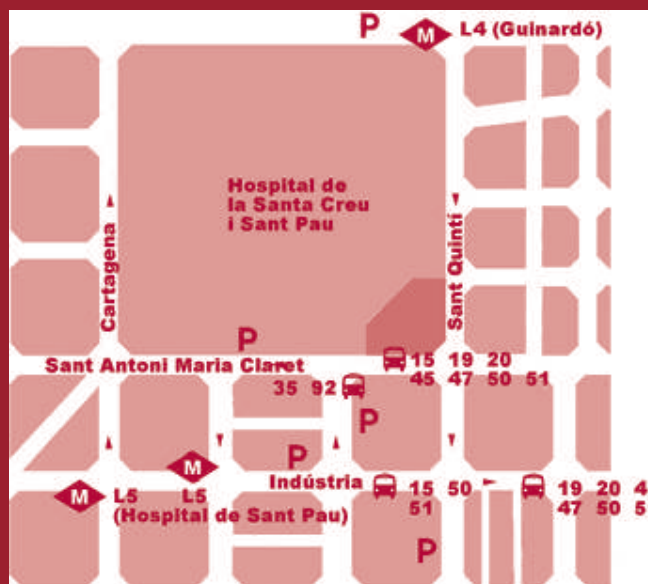 P
M L4 (Guinardó)
Hospital de
la Santa Creu
i Sant Pau
Cartagena
Sant Quintí
P
Sant Antoni Maria Claret
15 19 20
45 47 50 51
35 92
P
P
M
M
L5
L5
(Hospital de Sant Pau)
Indústria
15 50
51
19 20 4
47 50 5
P